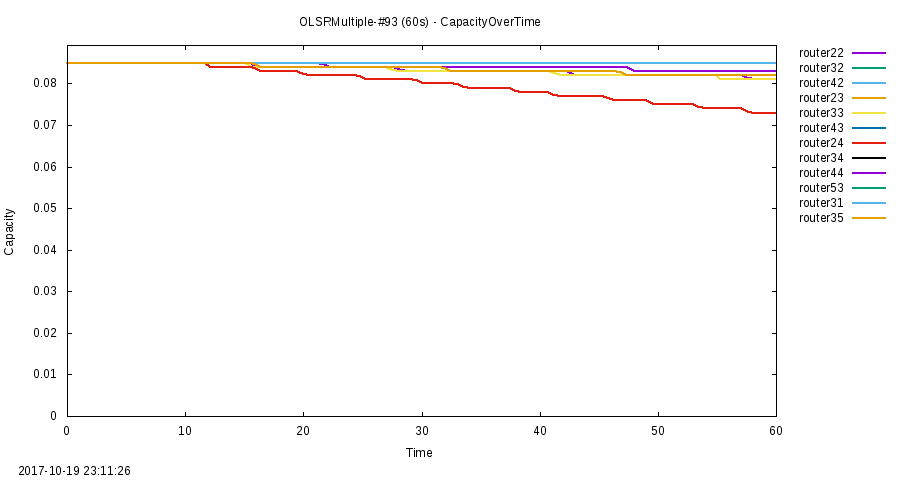 OLSRMultiple-#93 (60s) - CapacityOverTime
router22
router32
router42
router23
router33
router43
router24
router34
router44
router53
router31
router35
0.08
0.07
0.06
0.05
0.04
0.03
0.02
0.01
0
Capacity
0 10 20 30 40 50 60
Time
2017-10-19 23:11:26